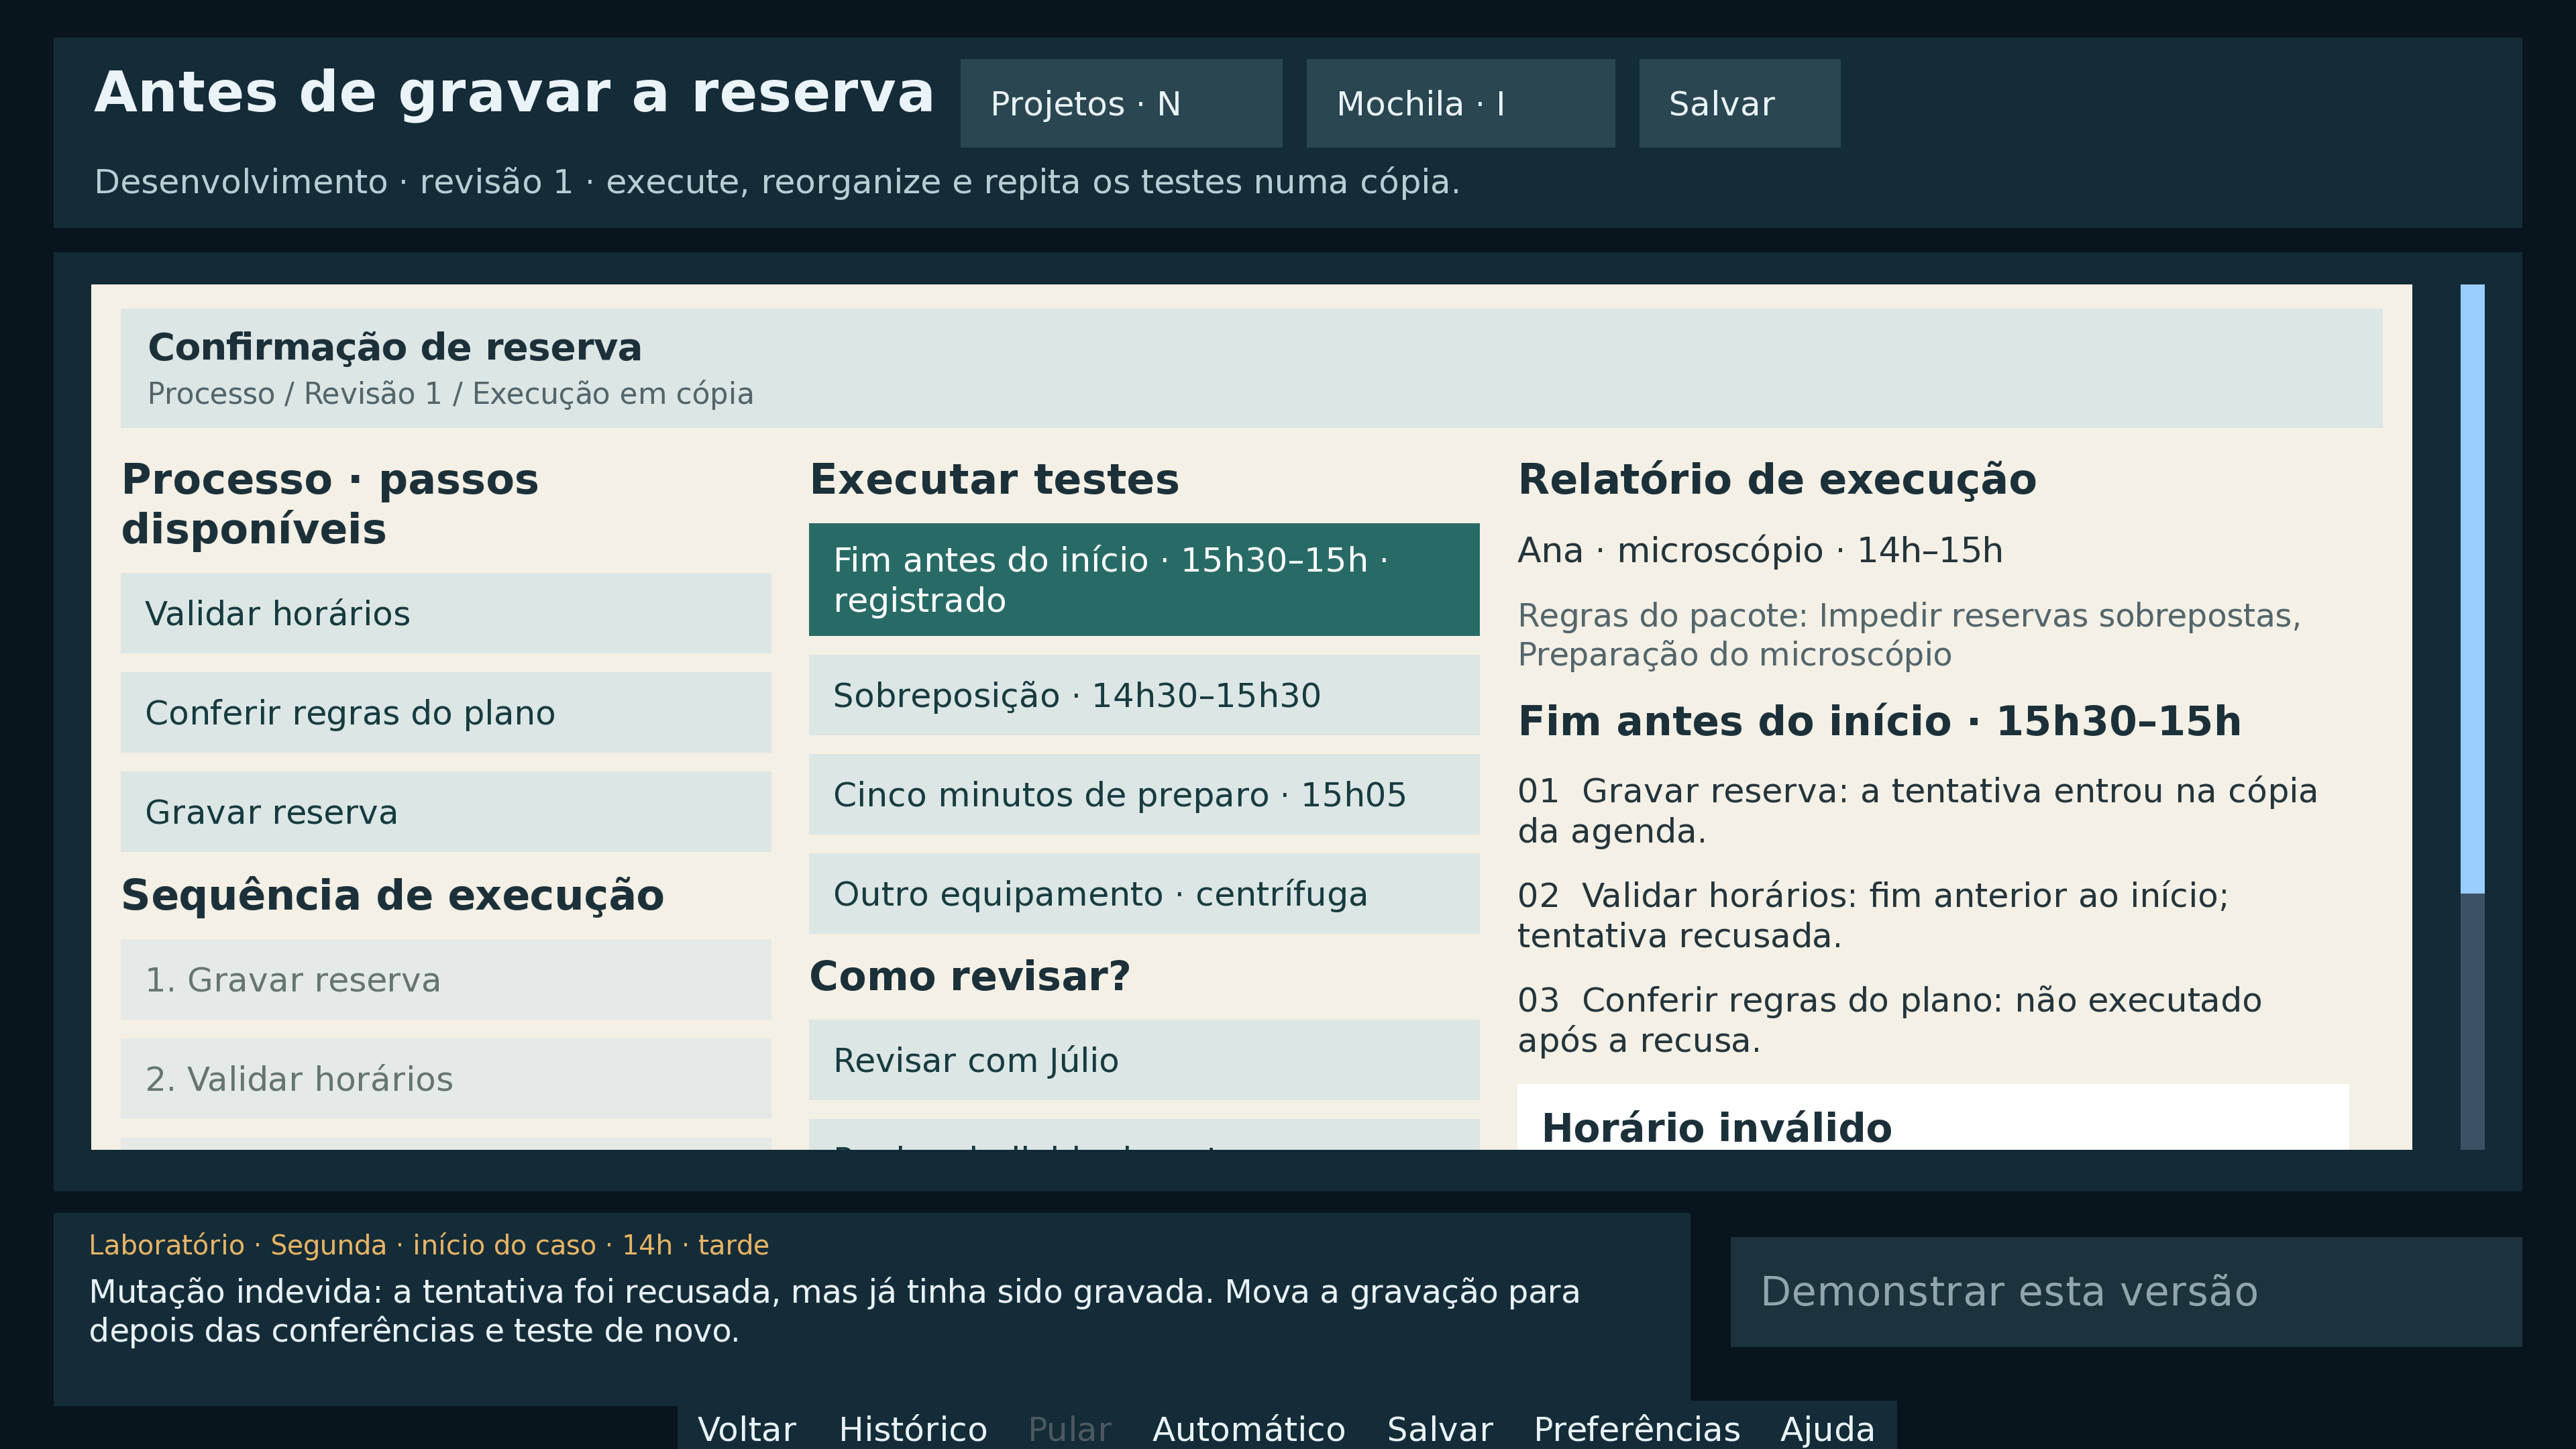 Antes de gravar a reserva
Projetos · N
Mochila · I
Salvar
Desenvolvimento · revisão 1 · execute, reorganize e repita os testes numa cópia.
Confirmação de reserva
Processo / Revisão 1 / Execução em cópia
Processo · passos
disponíveis
Validar horários
Conferir regras do plano
Gravar reserva
Sequência de execução
1. Gravar reserva
2. Validar horários
Executar testes
Fim antes do início · 15h30–15h ·
registrado
Sobreposição · 14h30–15h30
Cinco minutos de preparo · 15h05
Outro equipamento · centrífuga
Como revisar?
Revisar com Júlio
Relatório de execução
Ana · microscópio · 14h–15h
Regras do pacote: Impedir reservas sobrepostas,
Preparação do microscópio
Fim antes do início · 15h30–15h
01  Gravar reserva: a tentativa entrou na cópia
da agenda.
02  Validar horários: fim anterior ao início;
tentativa recusada.
03  Conferir regras do plano: não executado
após a recusa.
Horário inválido
Laboratório · Segunda · início do caso · 14h · tarde
Mutação indevida: a tentativa foi recusada, mas já tinha sido gravada. Mova a gravação para
depois das conferências e teste de novo.
Demonstrar esta versão
Voltar
Histórico
Pular
Automático
Salvar
Preferências
Ajuda